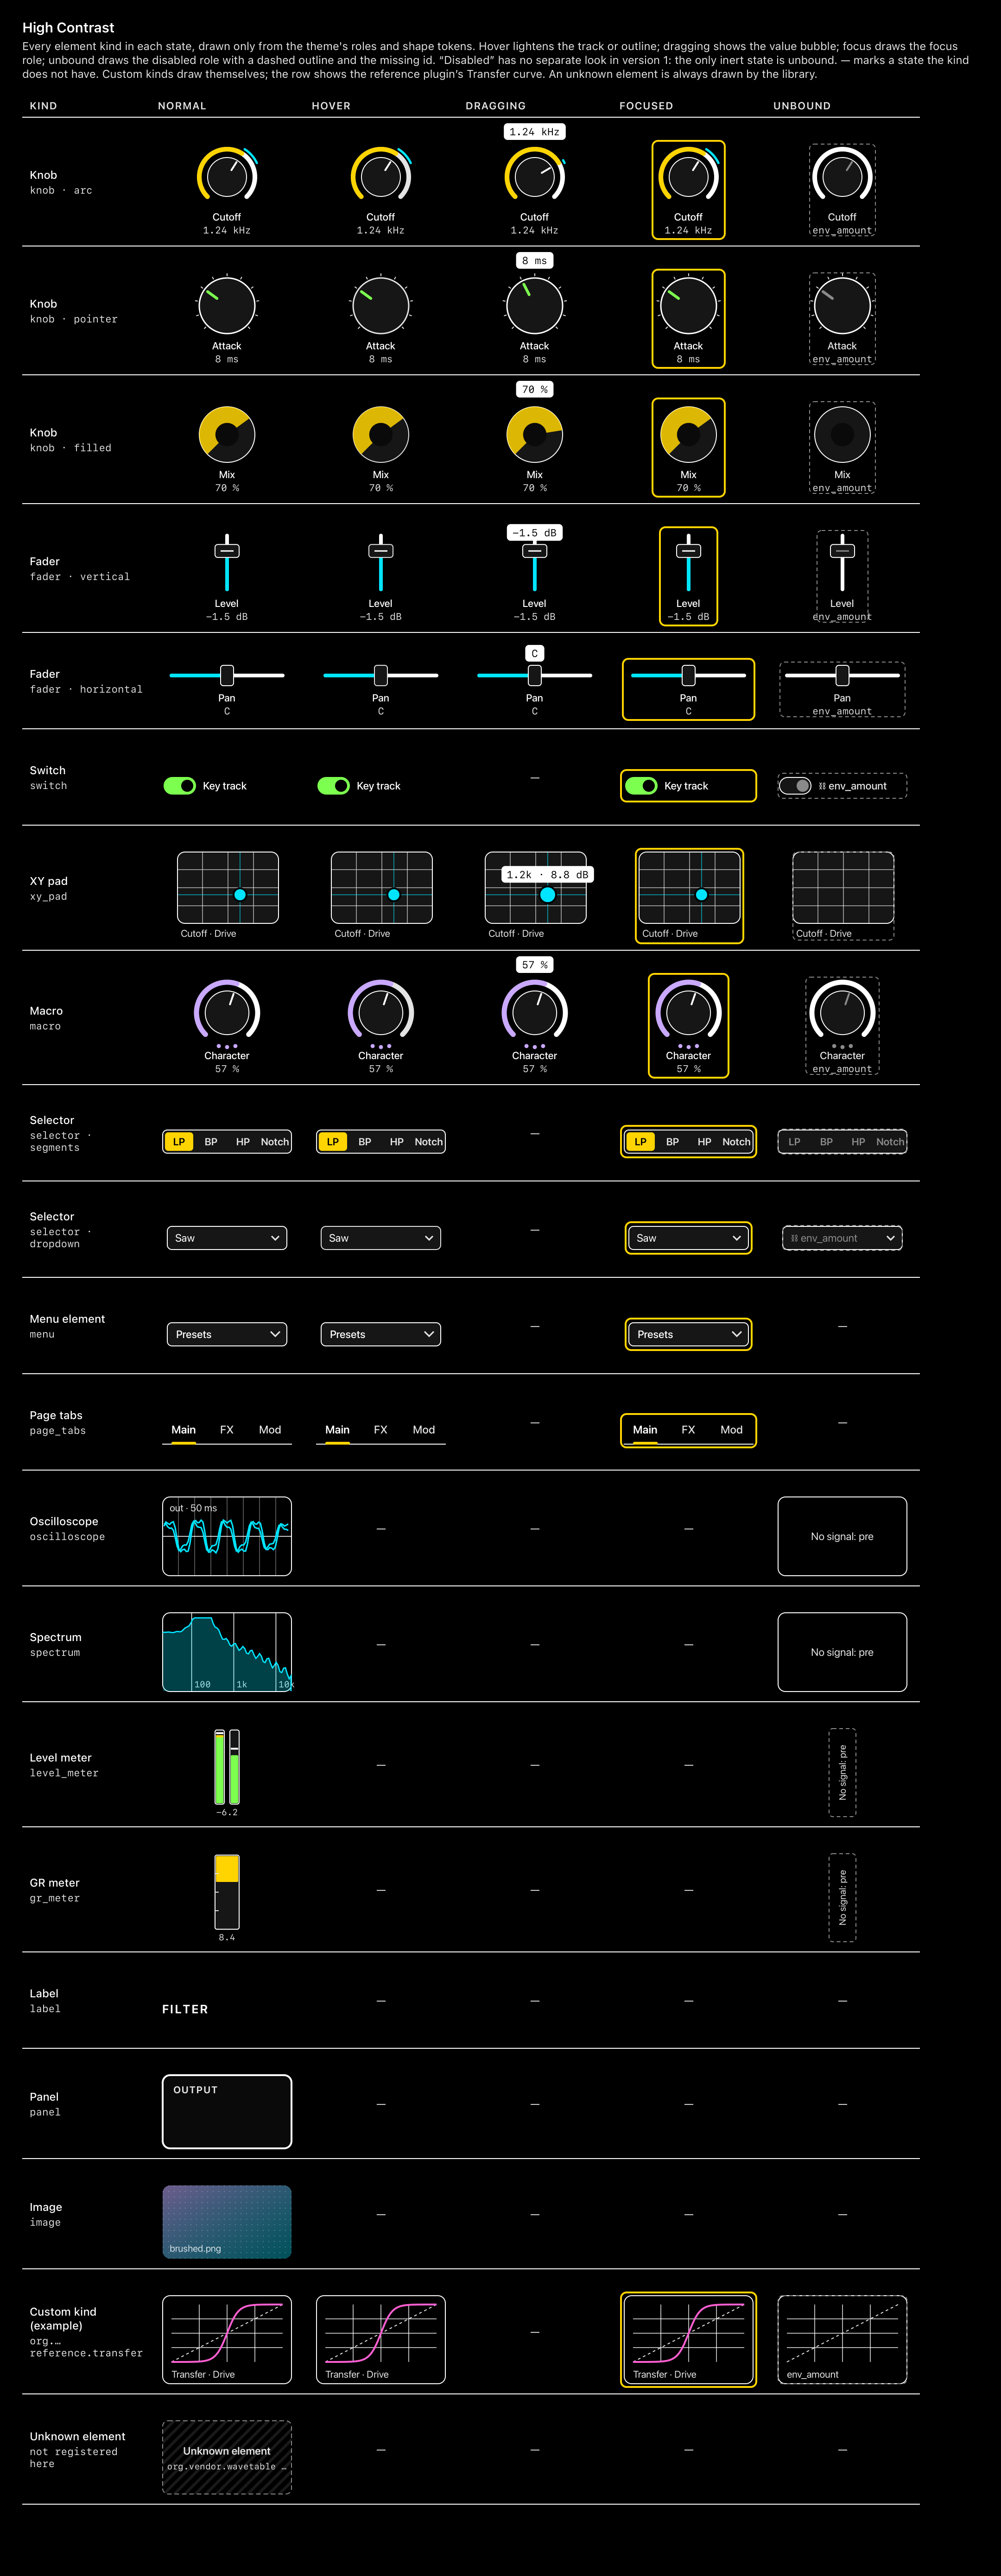 High Contrast
Every element kind in each state, drawn only from the theme's roles and shape tokens. Hover lightens the track or outline; dragging shows the value bubble; focus draws the focus
role; unbound draws the disabled role with a dashed outline and the missing id. “Disabled” has no separate look in version 1: the only inert state is unbound. — marks a state the kind
does not have. Custom kinds draw themselves; the row shows the reference plugin's Transfer curve. An unknown element is always drawn by the library.
KIND NORMAL HOVER DRAGGING FOCUSED UNBOUND
1.24 kHz
Knob
knob · arc
Cutoff Cutoff Cutoff Cutoff Cutoff
1.24 kHz 1.24 kHz 1.24 kHz 1.24 kHz env_amount
8 ms
Knob
knob · pointer
Attack Attack Attack Attack Attack
8 ms 8 ms 8 ms 8 ms env_amount
70 %
Knob
knob · filled
Mix Mix Mix Mix Mix
70 % 70 % 70 % 70 % env_amount
−1.5 dB
Fader
fader · vertical
Level Level Level Level Level
−1.5 dB −1.5 dB −1.5 dB −1.5 dB env_amount
C
Fader
fader · horizontal
Pan Pan Pan Pan Pan
C C C C env_amount
Switch
switch
Key track Key track — Key track env_amount
XY pad
xy_pad
1.2k · 8.8 dB
Cutoff · Drive Cutoff · Drive Cutoff · Drive Cutoff · Drive Cutoff · Drive
57 %
Macro
macro
Character Character Character Character Character
57 % 57 % 57 % 57 % env_amount
Selector
selector ·
segments
LP BP HP Notch LP BP HP Notch — LP BP HP Notch LP BP HP Notch
Selector
selector ·
dropdown
Saw Saw — Saw env_amount
Menu element
menu
Presets Presets — Presets —
Page tabs
page_tabs
Main FX Mod Main FX Mod — Main FX Mod —
out · 50 ms
Oscilloscope
oscilloscope
— — — No signal: pre
Spectrum
spectrum
— — — No signal: pre
100 1k 10k
Level meter
level_meter
— — — No signal: pre
−6.2
GR meter
gr_meter
— — — No signal: pre
8.4
Label
label
FILTER — — — —
Panel
panel
OUTPUT — — — —
Image
image
brushed.png — — — —
Custom kind
(example)
org.…
reference.transfer
—
Transfer · Drive Transfer · Drive Transfer · Drive env_amount
Unknown element
not registered
here
Unknown element — — — —
org.vendor.wavetable …